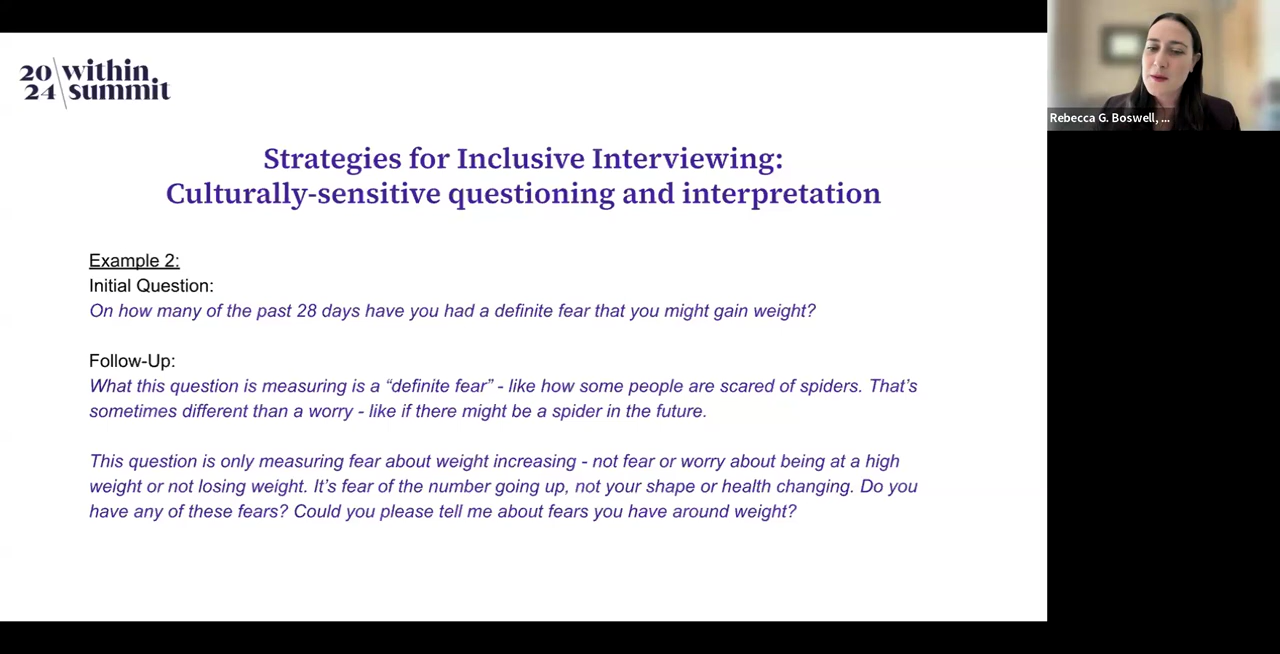 20 within
24 summit
Rebecca G. Boswell, ...
Strategies for Inclusive Interviewing:
Culturally-sensitive questioning and interpretation
Example 2:
Initial Question:
On how many of the past 28 days have you had a definite fear that you might gain weight?
Follow-Up:
What this question is measuring is a “definite fear” - like how some people are scared of spiders. That’s
sometimes different than a worry - like if there might be a spider in the future.
This question is only measuring fear about weight increasing - not fear or worry about being at a high
weight or not losing weight. It’s fear of the number going up, not your shape or health changing. Do you
have any of these fears? Could you please tell me about fears you have around weight?